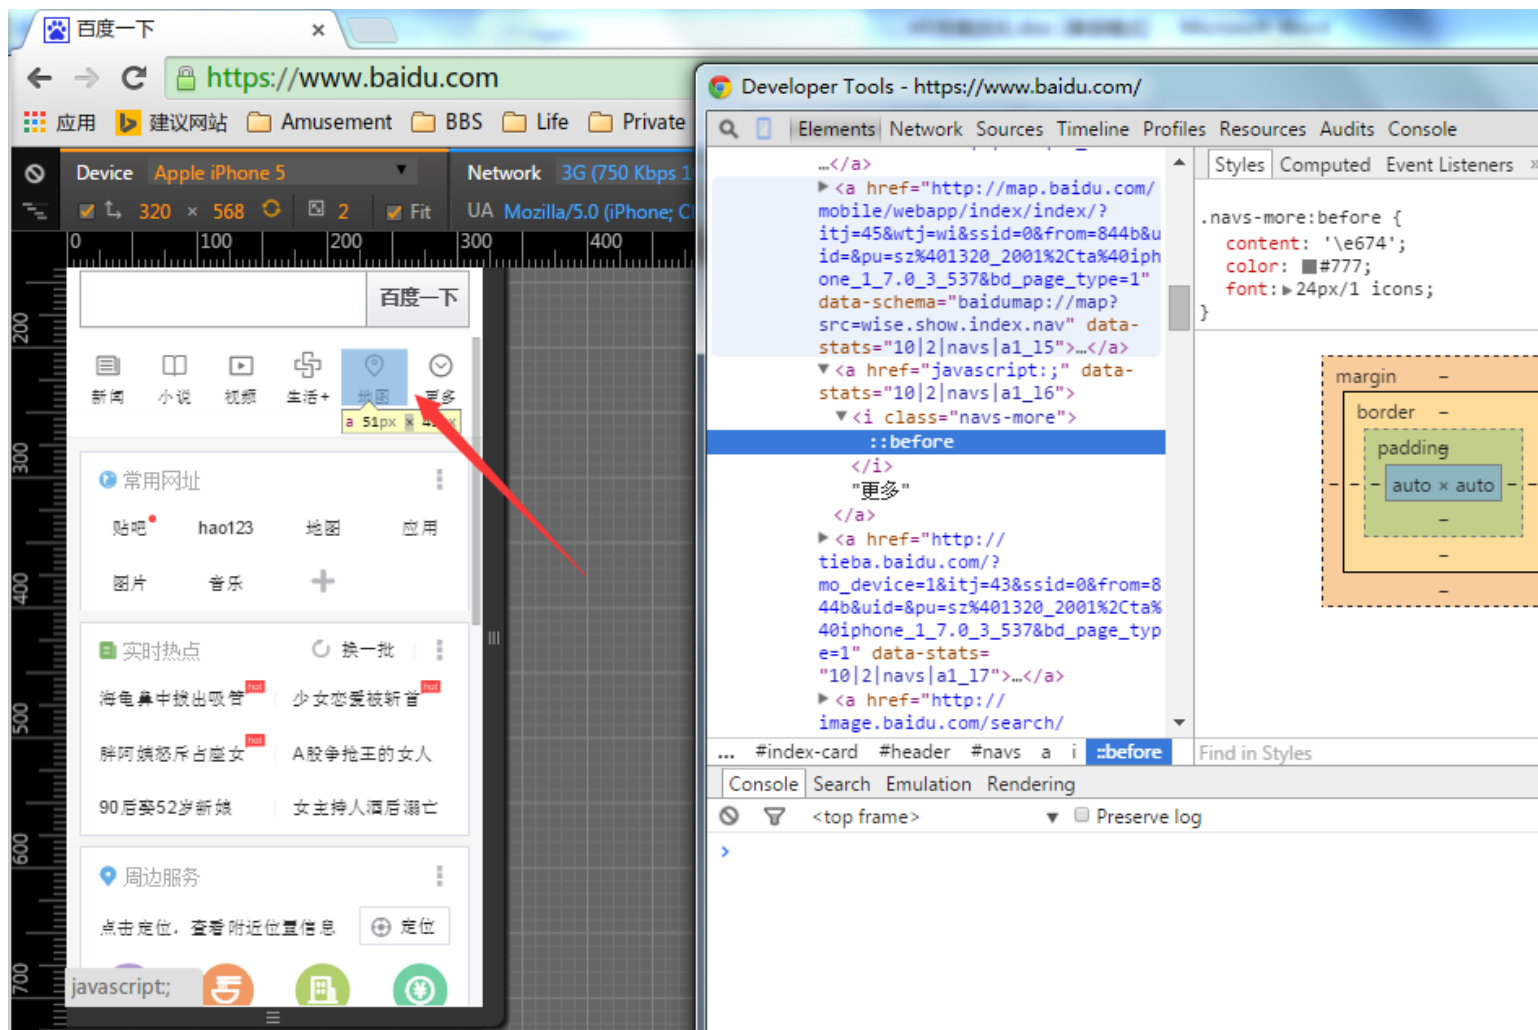 百度一下
https://www.baidu.com
应用 建议网站 Amusement BBS Life Private
Device Apple iPhone 5
Network 3G (750 Kbps
320 × 568 2 Fit
UA Mozilla/5.0 (iPhone;
0 100 200 300 400
200
300
400
500
600
700
百度一下
新闻 小说 视频 生活+ 地图 更多
a 51px ×
常用网址
贴吧 hao123 地图 应用
图片 音乐
实时热点 换一批
海龟鼻中拔出吸管 hot 少女恋爱被斩首 hot
胖阿姨怒斥占座女 hot A股争抢王的女人
90后娶52岁新娘 女主持人酒后溺亡
周边服务
点击定位，查看附近位置信息 定位
javascript:;
Developer Tools - https://www.baidu.com/
Elements Network Sources Timeline Profiles Resources Audits Console
…</a>
▶<a href="http://map.baidu.com/
mobile/webapp/index/index/?
itj=45&wtj=wi&ssid=0&from=844b&u
id=&pu=sz%401320_2001%2Cta%40iph
one_1_7.0_3_537&bd_page_type=1"
data-schema="baidumap://map?
src=wise.show.index.nav" data-
stats="10|2|navs|a1_l5">…</a>
▼<a href="javascript:;" data-
stats="10|2|navs|a1_l6">
▼<i class="navs-more">
::before
</i>
"更多"
</a>
▶<a href="http://
tieba.baidu.com/?
mo_device=1&itj=43&ssid=0&from=8
44b&uid=&pu=sz%401320_2001%2Cta%
40iphone_1_7.0_3_537&bd_page_typ
e=1" data-stats=
"10|2|navs|a1_l7">…</a>
▶<a href="http://
image.baidu.com/search/
... #index-card #header #navs a i ::before
Styles Computed Event Listeners »
.navs-more:before {
content: '\e674';
color: #777;
font:▶24px/1 icons;
}
margin –
border –
padding
– – – auto × auto – –
–
–
–
Find in Styles
Console Search Emulation Rendering
<top frame> ▼ Preserve log
>